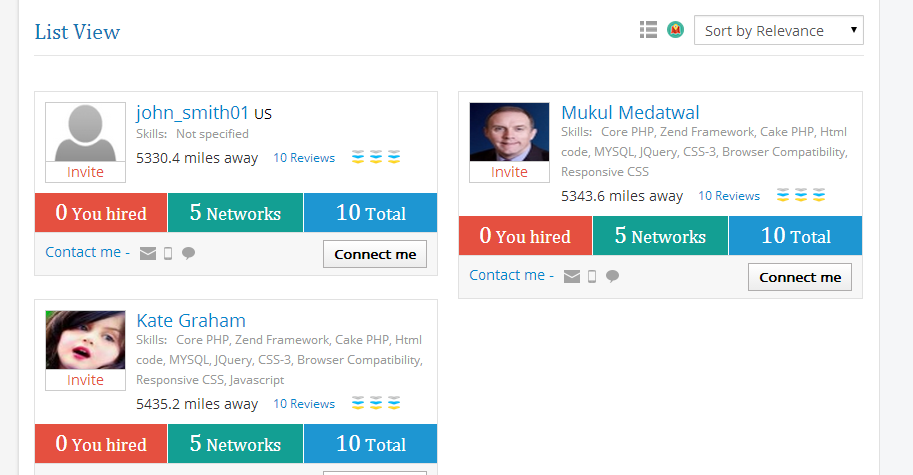 List View
Sort by Relevance
john_smith01 US
Skills: Not specified
5330.4 miles away 10 Reviews
Invite
0 You hired 5 Networks 10 Total
Contact me -
Connect me
Mukul Medatwal
Skills: Core PHP, Zend Framework, Cake PHP, Html
code, MYSQL, JQuery, CSS-3, Browser Compatibility,
Responsive CSS
Invite
5343.6 miles away 10 Reviews
0 You hired 5 Networks 10 Total
Contact me -
Connect me
Kate Graham
Skills: Core PHP, Zend Framework, Cake PHP, Html
code, MYSQL, JQuery, CSS-3, Browser Compatibility,
Responsive CSS, Javascript
Invite
5435.2 miles away 10 Reviews
0 You hired 5 Networks 10 Total